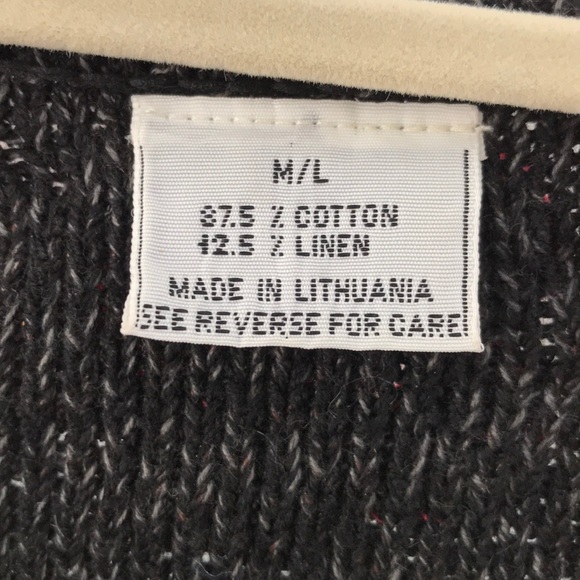 M/L
87.5 % COTTON
12.5 % LINEN
MADE IN LITHUANIA
SEE REVERSE FOR CARE